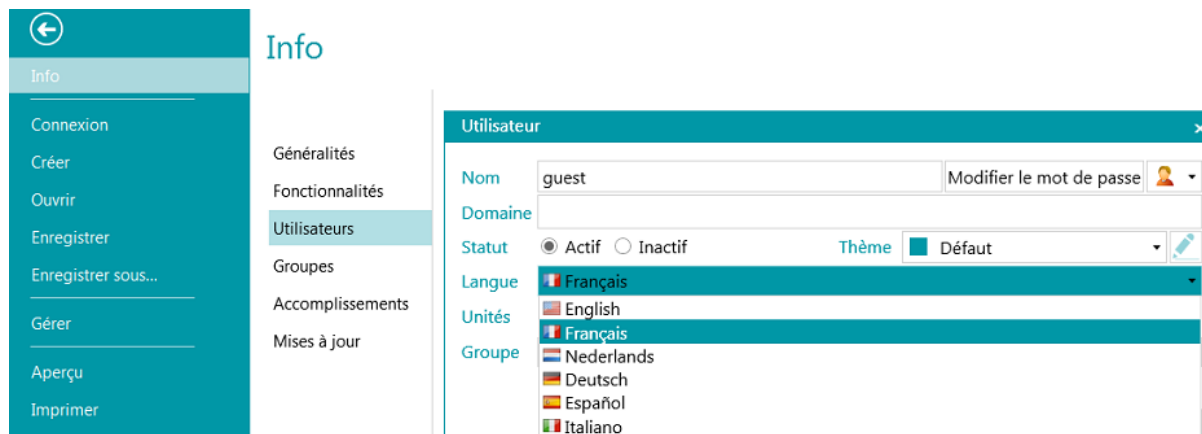 Info
Connexion
Créer
Ouvrir
Enregistrer
Enregistrer sous...
Gérer
Aperçu
Imprimer
Info
Généralités
Fonctionnalités
Utilisateurs
Groupes
Accomplissements
Mises à jour
Utilisateur
Nom guest Modifier le mot de passe
Domaine
Statut Actif Inactif Thème Défaut
Langue Français
Unités
Groupe
English
Français
Nederlands
Deutsch
Español
Italiano